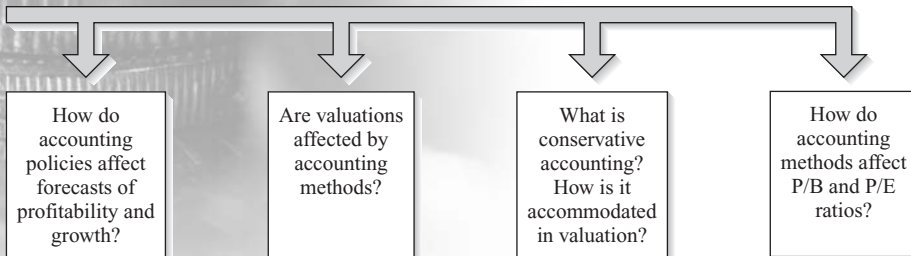 How do
accounting
policies affect
forecasts of
profitability and
growth?
Are valuations
affected by
accounting
methods?
What is
conservative
accounting?
How is it
accommodated
in valuation?
How do
accounting
methods affect
P/B and P/E
ratios?